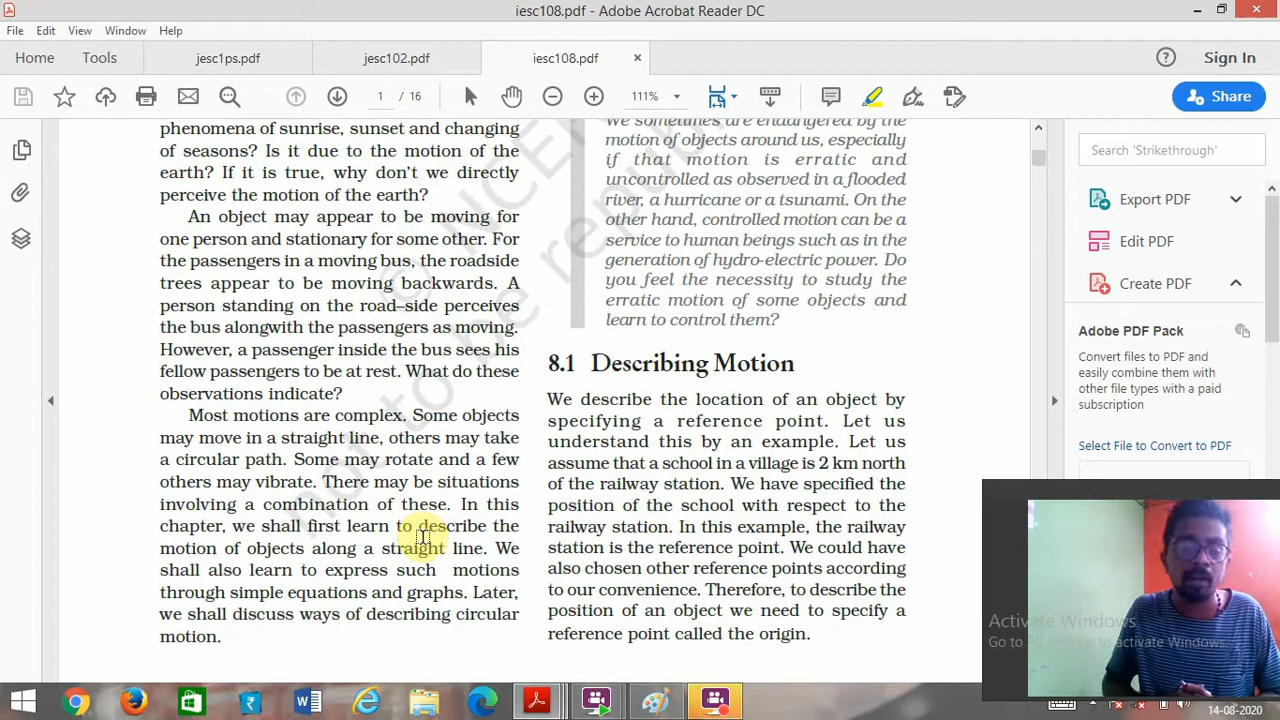 iesc108.pdf - Adobe Acrobat Reader DC
File Edit View Window Help
Home Tools jesc1ps.pdf jesc102.pdf iesc108.pdf × Sign In
1 / 16 111% Share
phenomena of sunrise, sunset and changing
of seasons? Is it due to the motion of the
earth? If it is true, why don't we directly
perceive the motion of the earth?
An object may appear to be moving for
one person and stationary for some other. For
the passengers in a moving bus, the roadside
trees appear to be moving backwards. A
person standing on the road–side perceives
the bus alongwith the passengers as moving.
However, a passenger inside the bus sees his
fellow passengers to be at rest. What do these
observations indicate?
Most motions are complex. Some objects
may move in a straight line, others may take
a circular path. Some may rotate and a few
others may vibrate. There may be situations
involving a combination of these. In this
chapter, we shall first learn to describe the
motion of objects along a straight line. We
shall also learn to express such motions
through simple equations and graphs. Later,
we shall discuss ways of describing circular
motion.
We sometimes are endangered by the
motion of objects around us, especially
if that motion is erratic and
uncontrolled as observed in a flooded
river, a hurricane or a tsunami. On the
other hand, controlled motion can be a
service to human beings such as in the
generation of hydro-electric power. Do
you feel the necessity to study the
erratic motion of some objects and
learn to control them?
8.1 Describing Motion
We describe the location of an object by
specifying a reference point. Let us
understand this by an example. Let us
assume that a school in a village is 2 km north
of the railway station. We have specified the
position of the school with respect to the
railway station. In this example, the railway
station is the reference point. We could have
also chosen other reference points according
to our convenience. Therefore, to describe the
position of an object we need to specify a
reference point called the origin.
© NCER
not to be republi
Search 'Strikethrough'
Export PDF
Edit PDF
Create PDF
Adobe PDF Pack
Convert files to PDF and
easily combine them with
other file types with a paid
subscription
Select File to Convert to PDF
Activate Windows
Go to PC settings to activate Windows.
14-08-2020